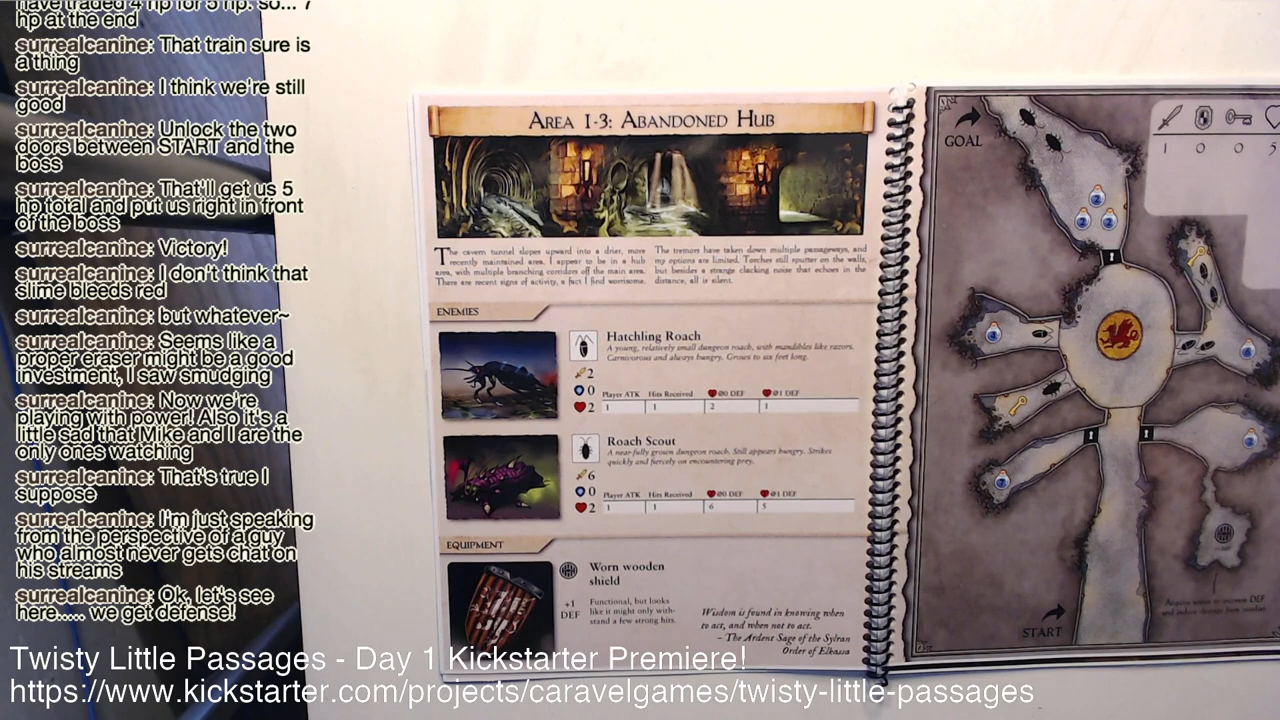 have traded 4 hp for 5 hp. so... 7
hp at the end
surrealcanine: That train sure is
a thing
surrealcanine: I think we're still
good
surrealcanine: Unlock the two
doors between START and the
boss
surrealcanine: That'll get us 5
hp total and put us right in front
of the boss
surrealcanine: Victory!
surrealcanine: I don't think that
slime bleeds red
surrealcanine: but whatever~
surrealcanine: Seems like a
proper eraser might be a good
investment, I saw smudging
surrealcanine: Now we're
playing with power! Also it's a
little sad that Mike and I are the
only ones watching
surrealcanine: That's true I
suppose
surrealcanine: I'm just speaking
from the perspective of a guy
who almost never gets chat on
his streams
surrealcanine: Ok, let's see
here..... we get defense!
AREA 1-3: ABANDONED HUB
The cavern tunnel slopes upward into a drier, more
recently maintained area. I appear to be in a hub
area, with multiple branching corridors off the main area.
There are recent signs of activity, a fact I find worrisome.
The tremors have taken down multiple passageways, and
my options are limited. Torches still sputter on the walls,
but besides a strange clacking noise that echoes in the
distance, all is silent.
ENEMIES
Hatchling Roach
A young, relatively small dungeon roach, with mandibles like razors.
Carnivorous and always hungry. Grows to six feet long.
2
0
2
Player ATK Hits Received @0 DEF @1 DEF
1 1 2 1
Roach Scout
A near-fully grown dungeon roach. Still appears hungry. Strikes
quickly and fiercely on encountering prey.
6
0
2
Player ATK Hits Received @0 DEF @1 DEF
1 1 6 5
EQUIPMENT
Worn wooden
shield
+1
DEF
Functional, but looks
like it might only with-
stand a few strong hits.
Wisdom is found in knowing when
to act, and when not to act.
– The Ardent Sage of the Sylran
Order of Elkassa
GOAL
1 0 0 5
2
2 2
2
2
2
2
+1 DEF
START
Twisty Little Passages - Day 1 Kickstarter Premiere!
https://www.kickstarter.com/projects/caravelgames/twisty-little-passages